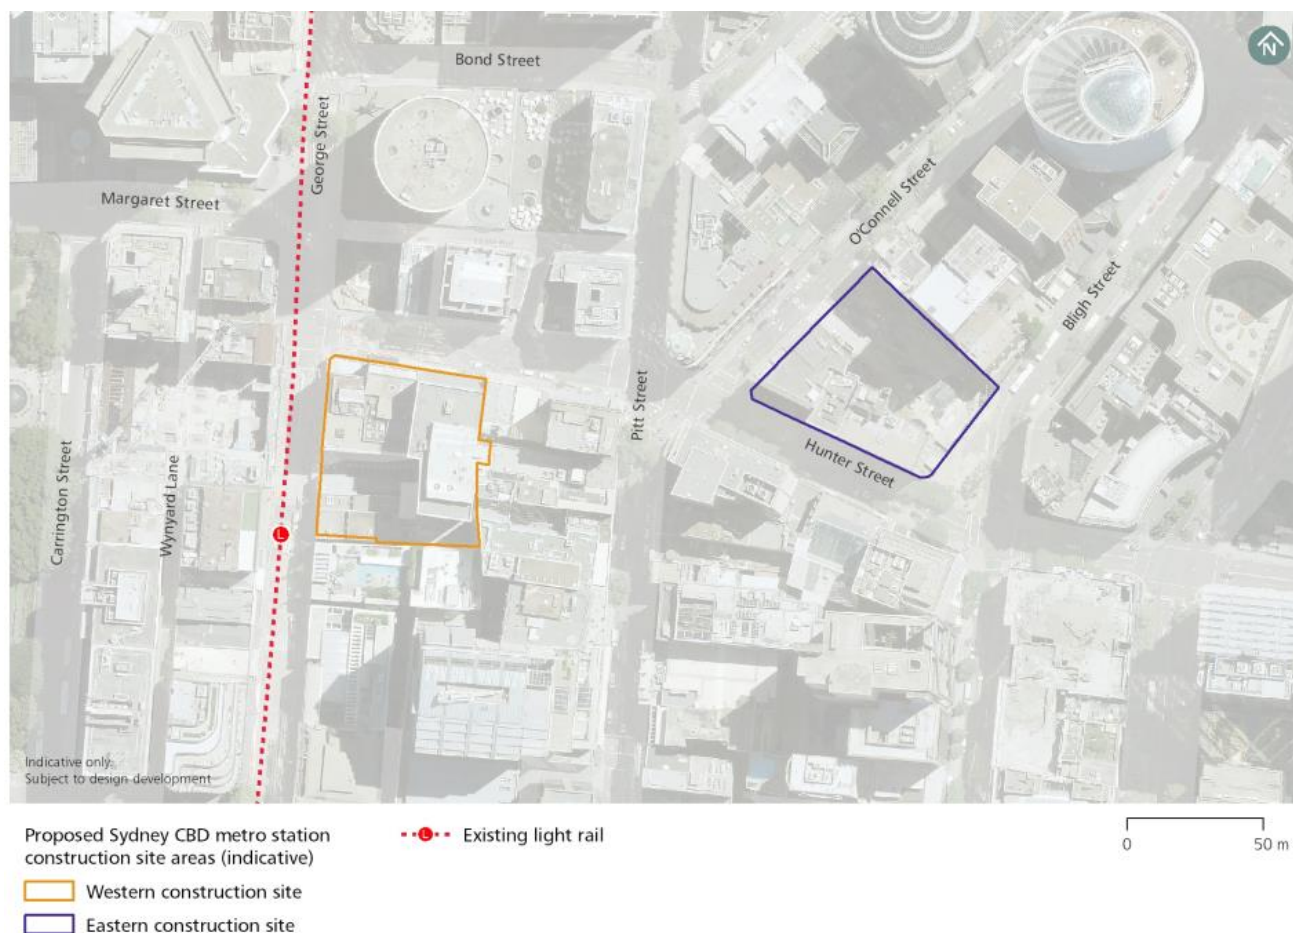 N
Bond Street
George Street
Margaret Street
O'Connell Street
Bligh Street
Pitt Street
Hunter Street
Carrington Street
Wynyard Lane
L
Indicative only.
Subject to design development
Proposed Sydney CBD metro station
construction site areas (indicative)
L Existing light rail
0 50 m
Western construction site
Eastern construction site